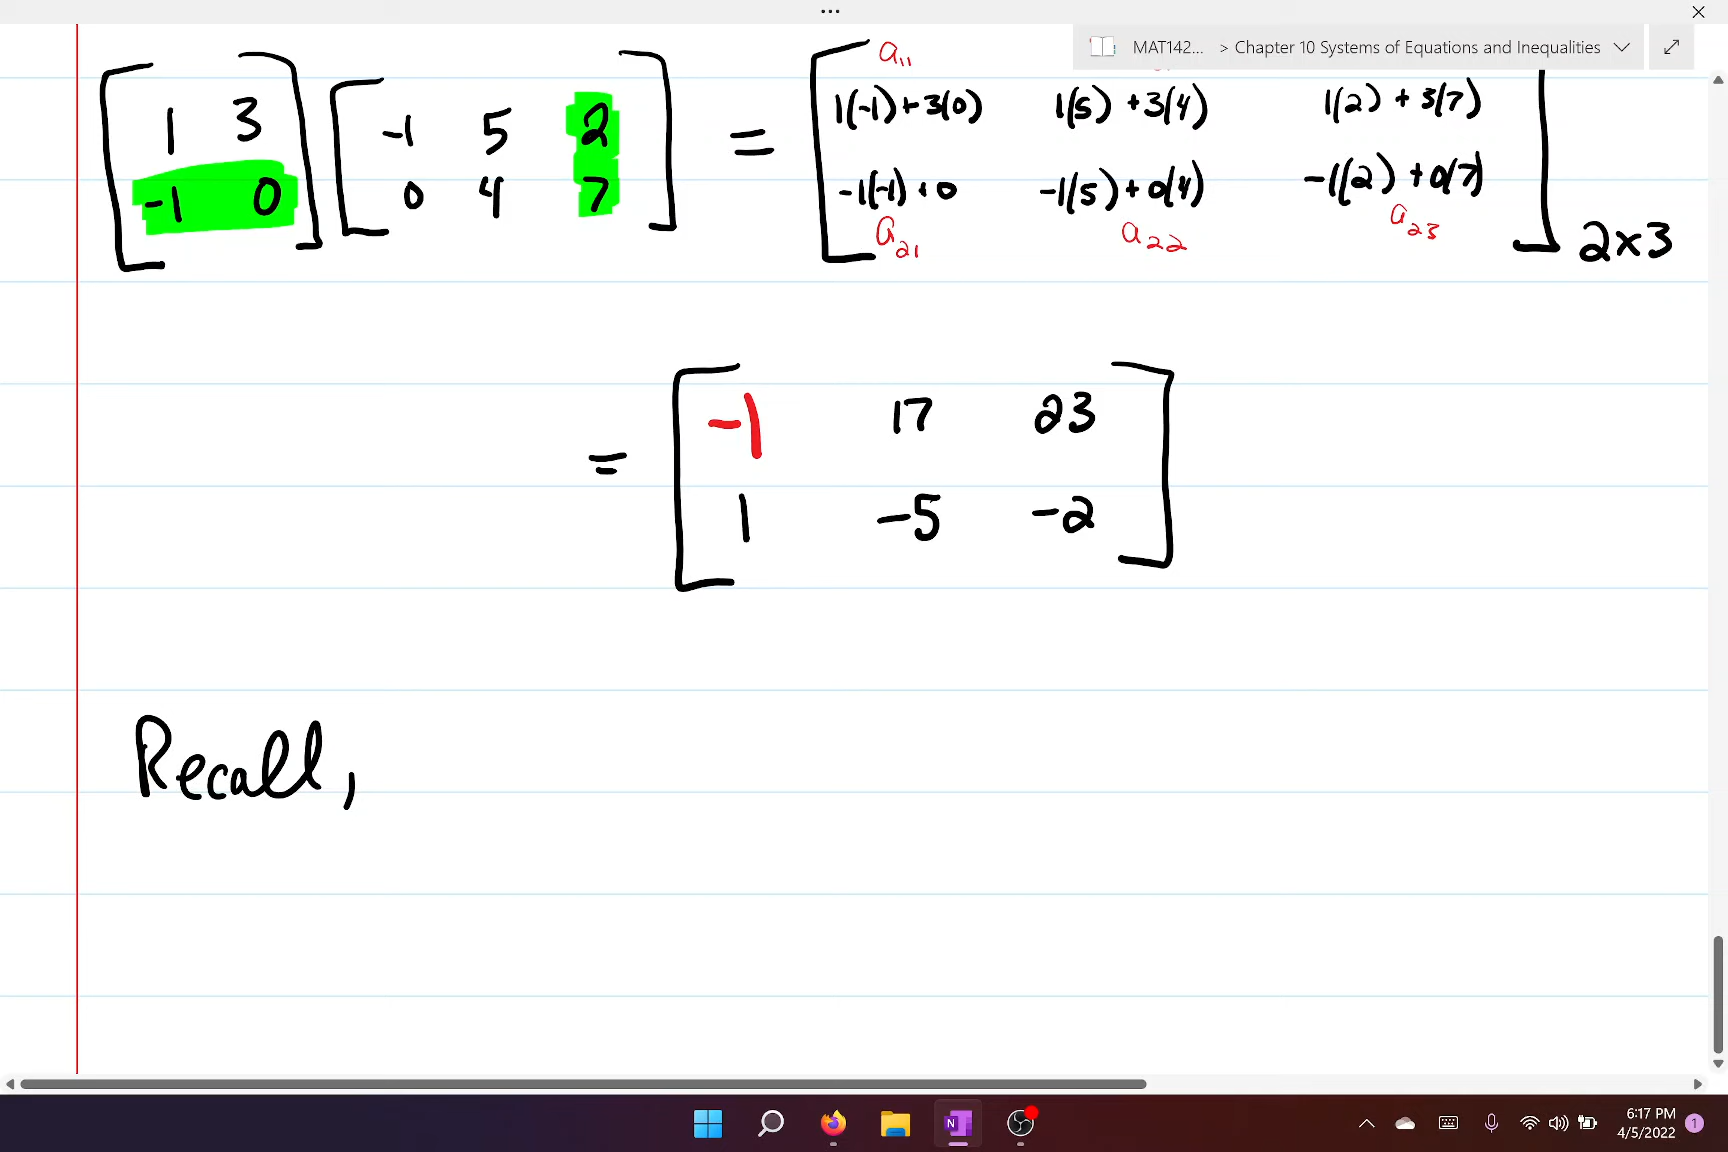 MAT142... > Chapter 10 Systems of Equations and Inequalities
a11
1 3 -1 5 2 = 1(-1)+3(0) 1(5)+3(4) 1(2)+3(7)
-1 0 0 4 7 -1(-1)+0 -1(5)+0(4) -1(2)+0(7)
a21 a22 a23
2x3
-1 17 23
=
1 -5 -2
Recall,
6:17 PM
4/5/2022
1